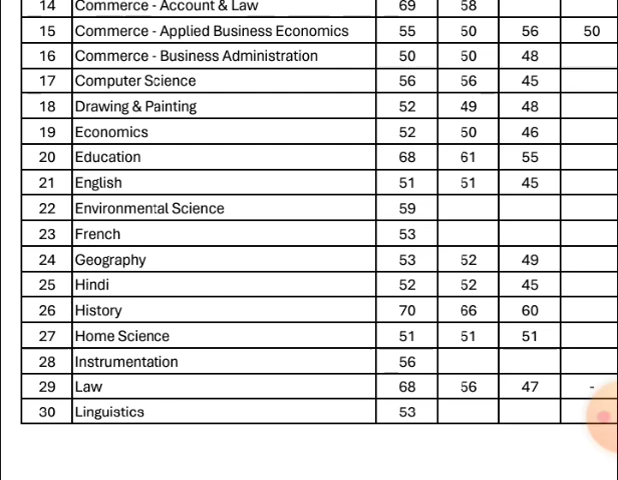 14 Commerce - Account & Law 69 58
15 Commerce - Applied Business Economics 55 50 56 50
16 Commerce - Business Administration 50 50 48
17 Computer Science 56 56 45
18 Drawing & Painting 52 49 48
19 Economics 52 50 46
20 Education 68 61 55
21 English 51 51 45
22 Environmental Science 59
23 French 53
24 Geography 53 52 49
25 Hindi 52 52 45
26 History 70 66 60
27 Home Science 51 51 51
28 Instrumentation 56
29 Law 68 56 47 -
30 Linguistics 53